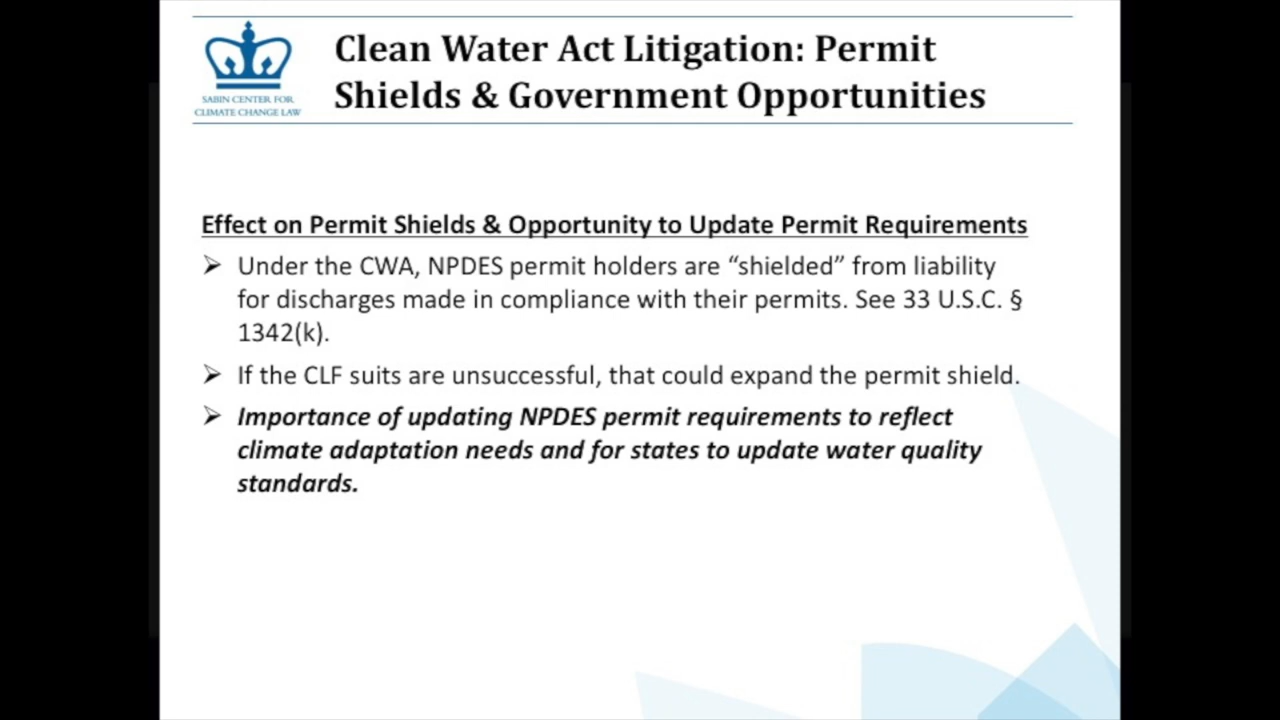 SABIN CENTER FOR
CLIMATE CHANGE LAW
Clean Water Act Litigation: Permit
Shields & Government Opportunities
Effect on Permit Shields & Opportunity to Update Permit Requirements
➢ Under the CWA, NPDES permit holders are “shielded” from liability
for discharges made in compliance with their permits. See 33 U.S.C. §
1342(k).
➢ If the CLF suits are unsuccessful, that could expand the permit shield.
➢ Importance of updating NPDES permit requirements to reflect
climate adaptation needs and for states to update water quality
standards.